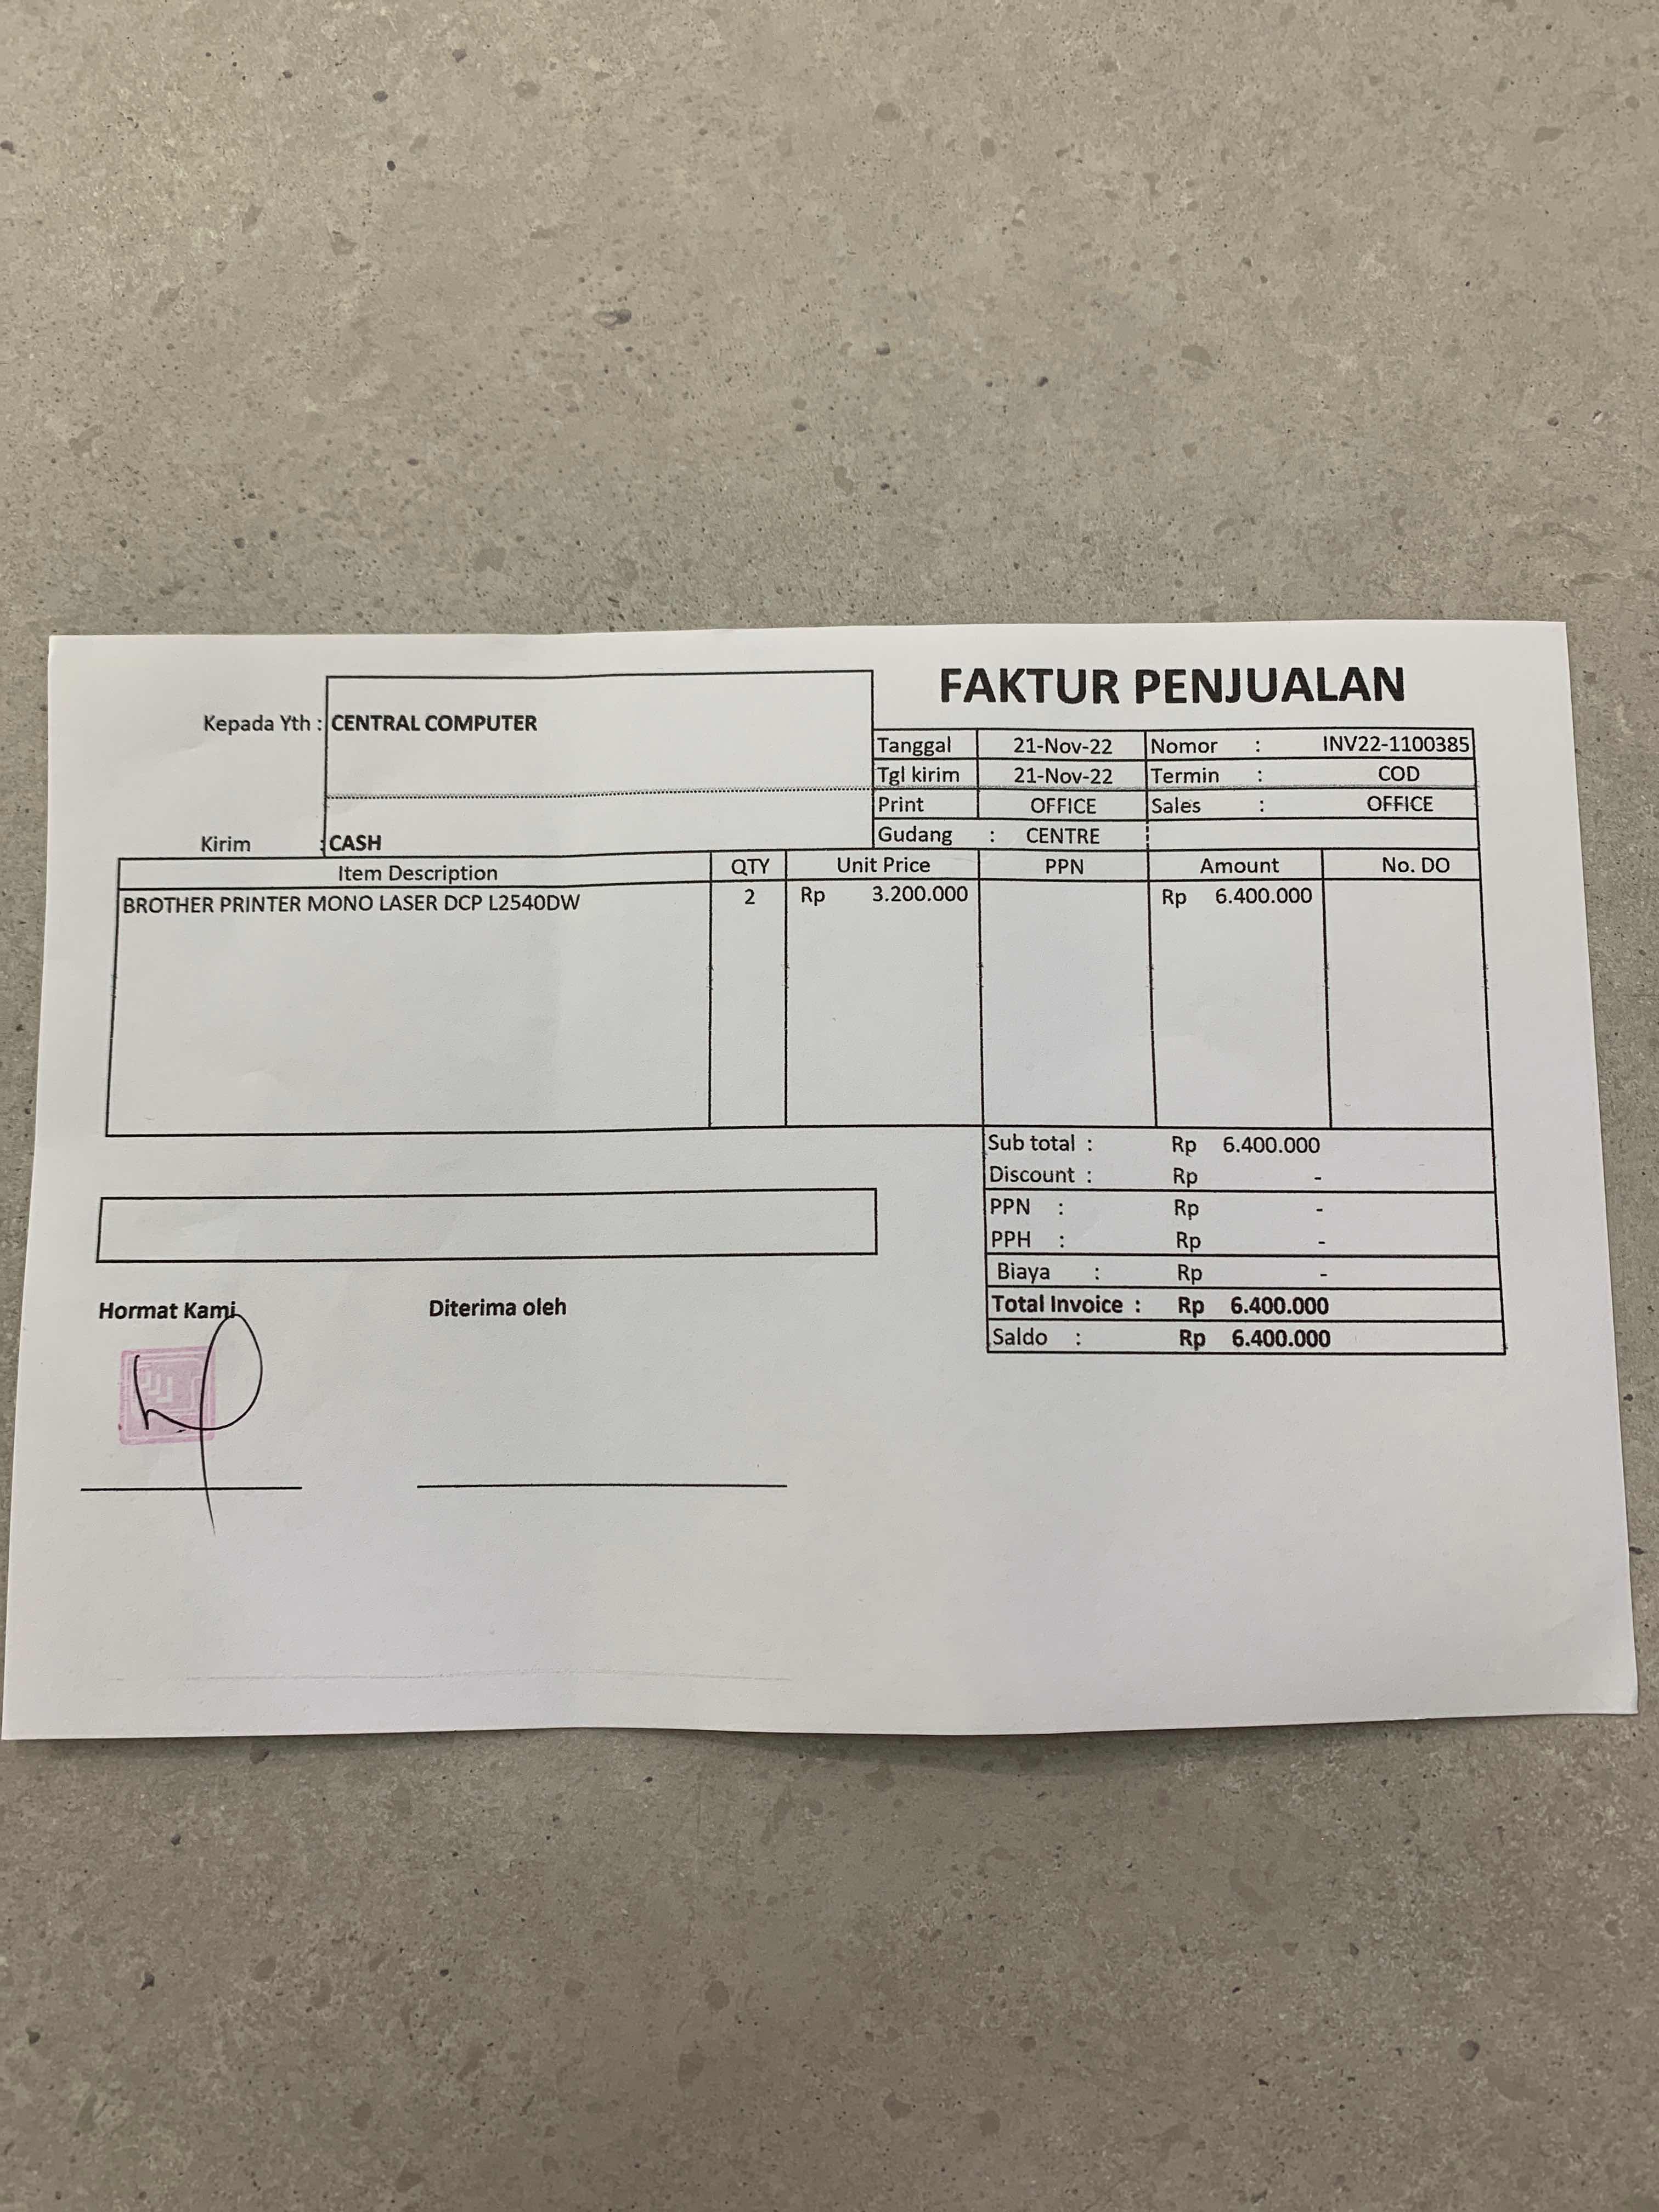 FAKTUR PENJUALAN
Kepada Yth : CENTRAL COMPUTER
Tanggal 21-Nov-22 Nomor : INV22-1100385
Tgl kirim 21-Nov-22 Termin : COD
Print OFFICE Sales : OFFICE
Kirim : CASH
Gudang : CENTRE
Item Description QTY Unit Price PPN Amount No. DO
BROTHER PRINTER MONO LASER DCP L2540DW 2 Rp 3.200.000 Rp 6.400.000
Sub total : Rp 6.400.000
Discount : Rp -
PPN : Rp -
PPH : Rp -
Biaya : Rp -
Total Invoice : Rp 6.400.000
Saldo : Rp 6.400.000
Hormat Kami Diterima oleh